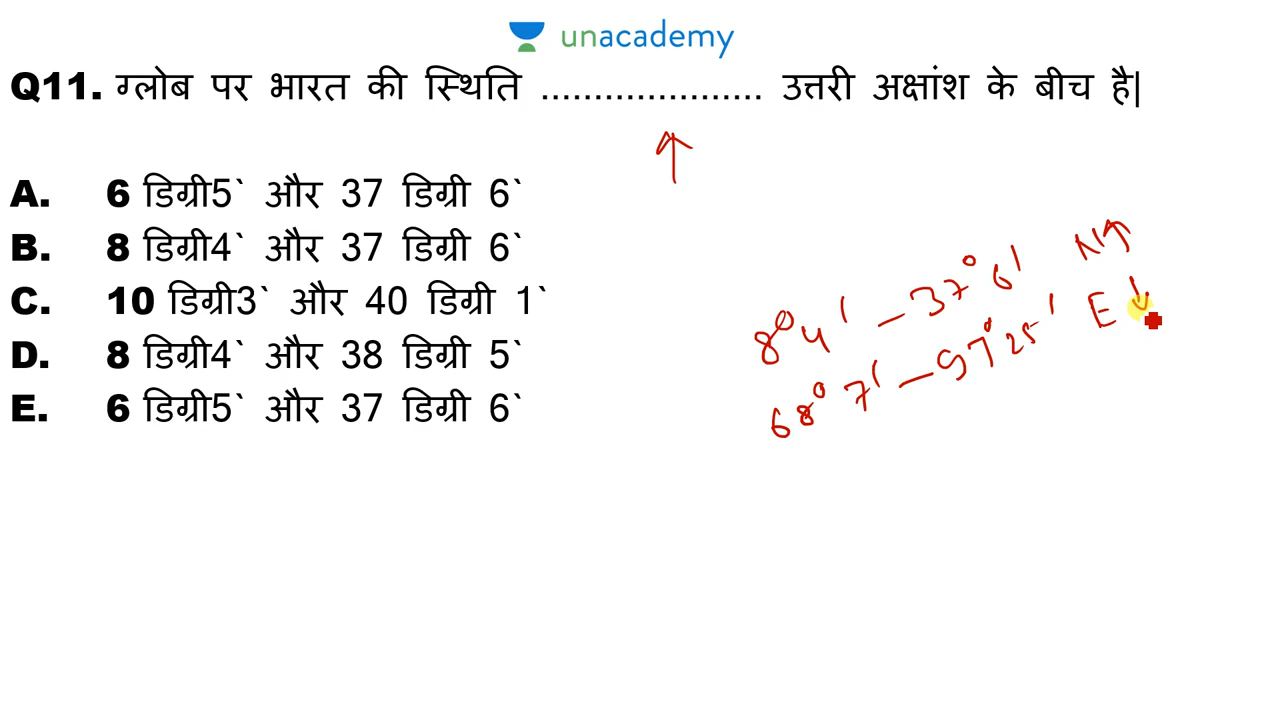 unacademy
Q11. ग्लोब पर भारत की स्थिति ..................... उत्तरी अक्षांश के बीच है|
A. 6 डिग्री5` और 37 डिग्री 6`
B. 8 डिग्री4` और 37 डिग्री 6`
C. 10 डिग्री3` और 40 डिग्री 1`
D. 8 डिग्री4` और 38 डिग्री 5`
E. 6 डिग्री5` और 37 डिग्री 6`
8°4' – 37°6' N↑
68°7' – 97°25' E↓